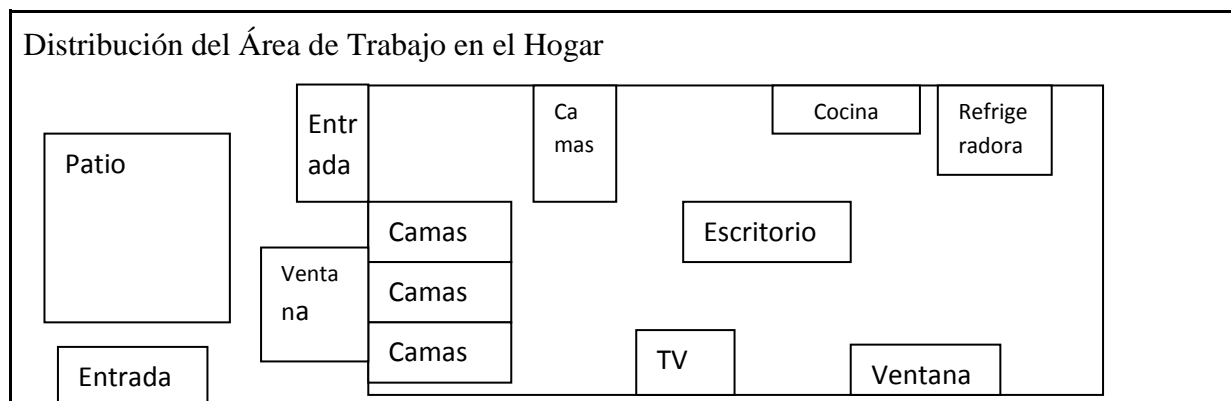 Distribución del Área de Trabajo en el Hogar
Entr
ada
Ca
mas
Cocina
Refrige
radora
Patio
Camas
Escritorio
Venta
na
Camas
Camas
TV
Ventana
Entrada